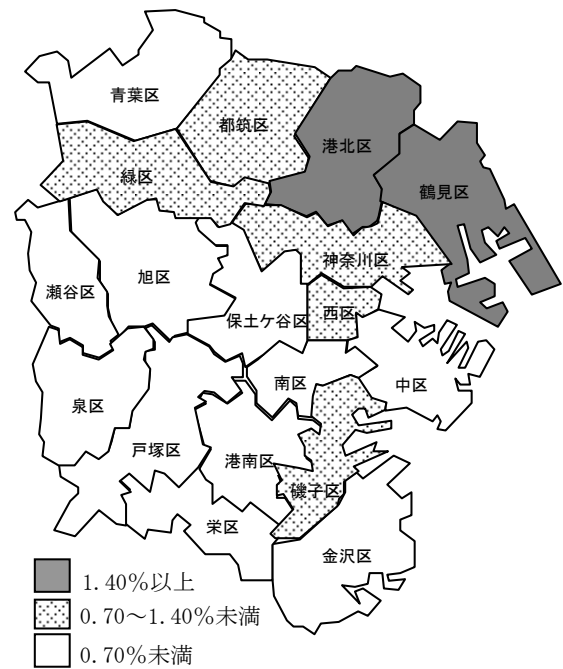 青葉区
都筑区
港北区
緑区
鶴見区
神奈川区
瀬谷区
旭区
保土ケ谷区
西区
泉区
南区
中区
戸塚区
港南区
磯子区
栄区
金沢区
1.40%以上
0.70～1.40%未満
0.70%未満